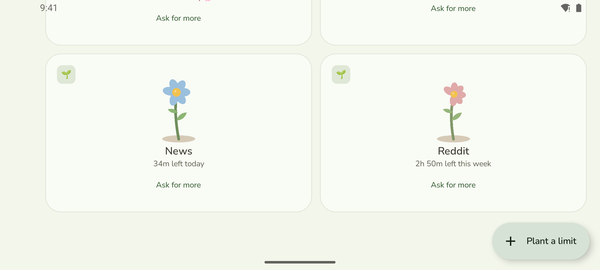 9:41
Ask for more
Ask for more
News
34m left today
Ask for more
Reddit
2h 50m left this week
Ask for more
+ Plant a limit